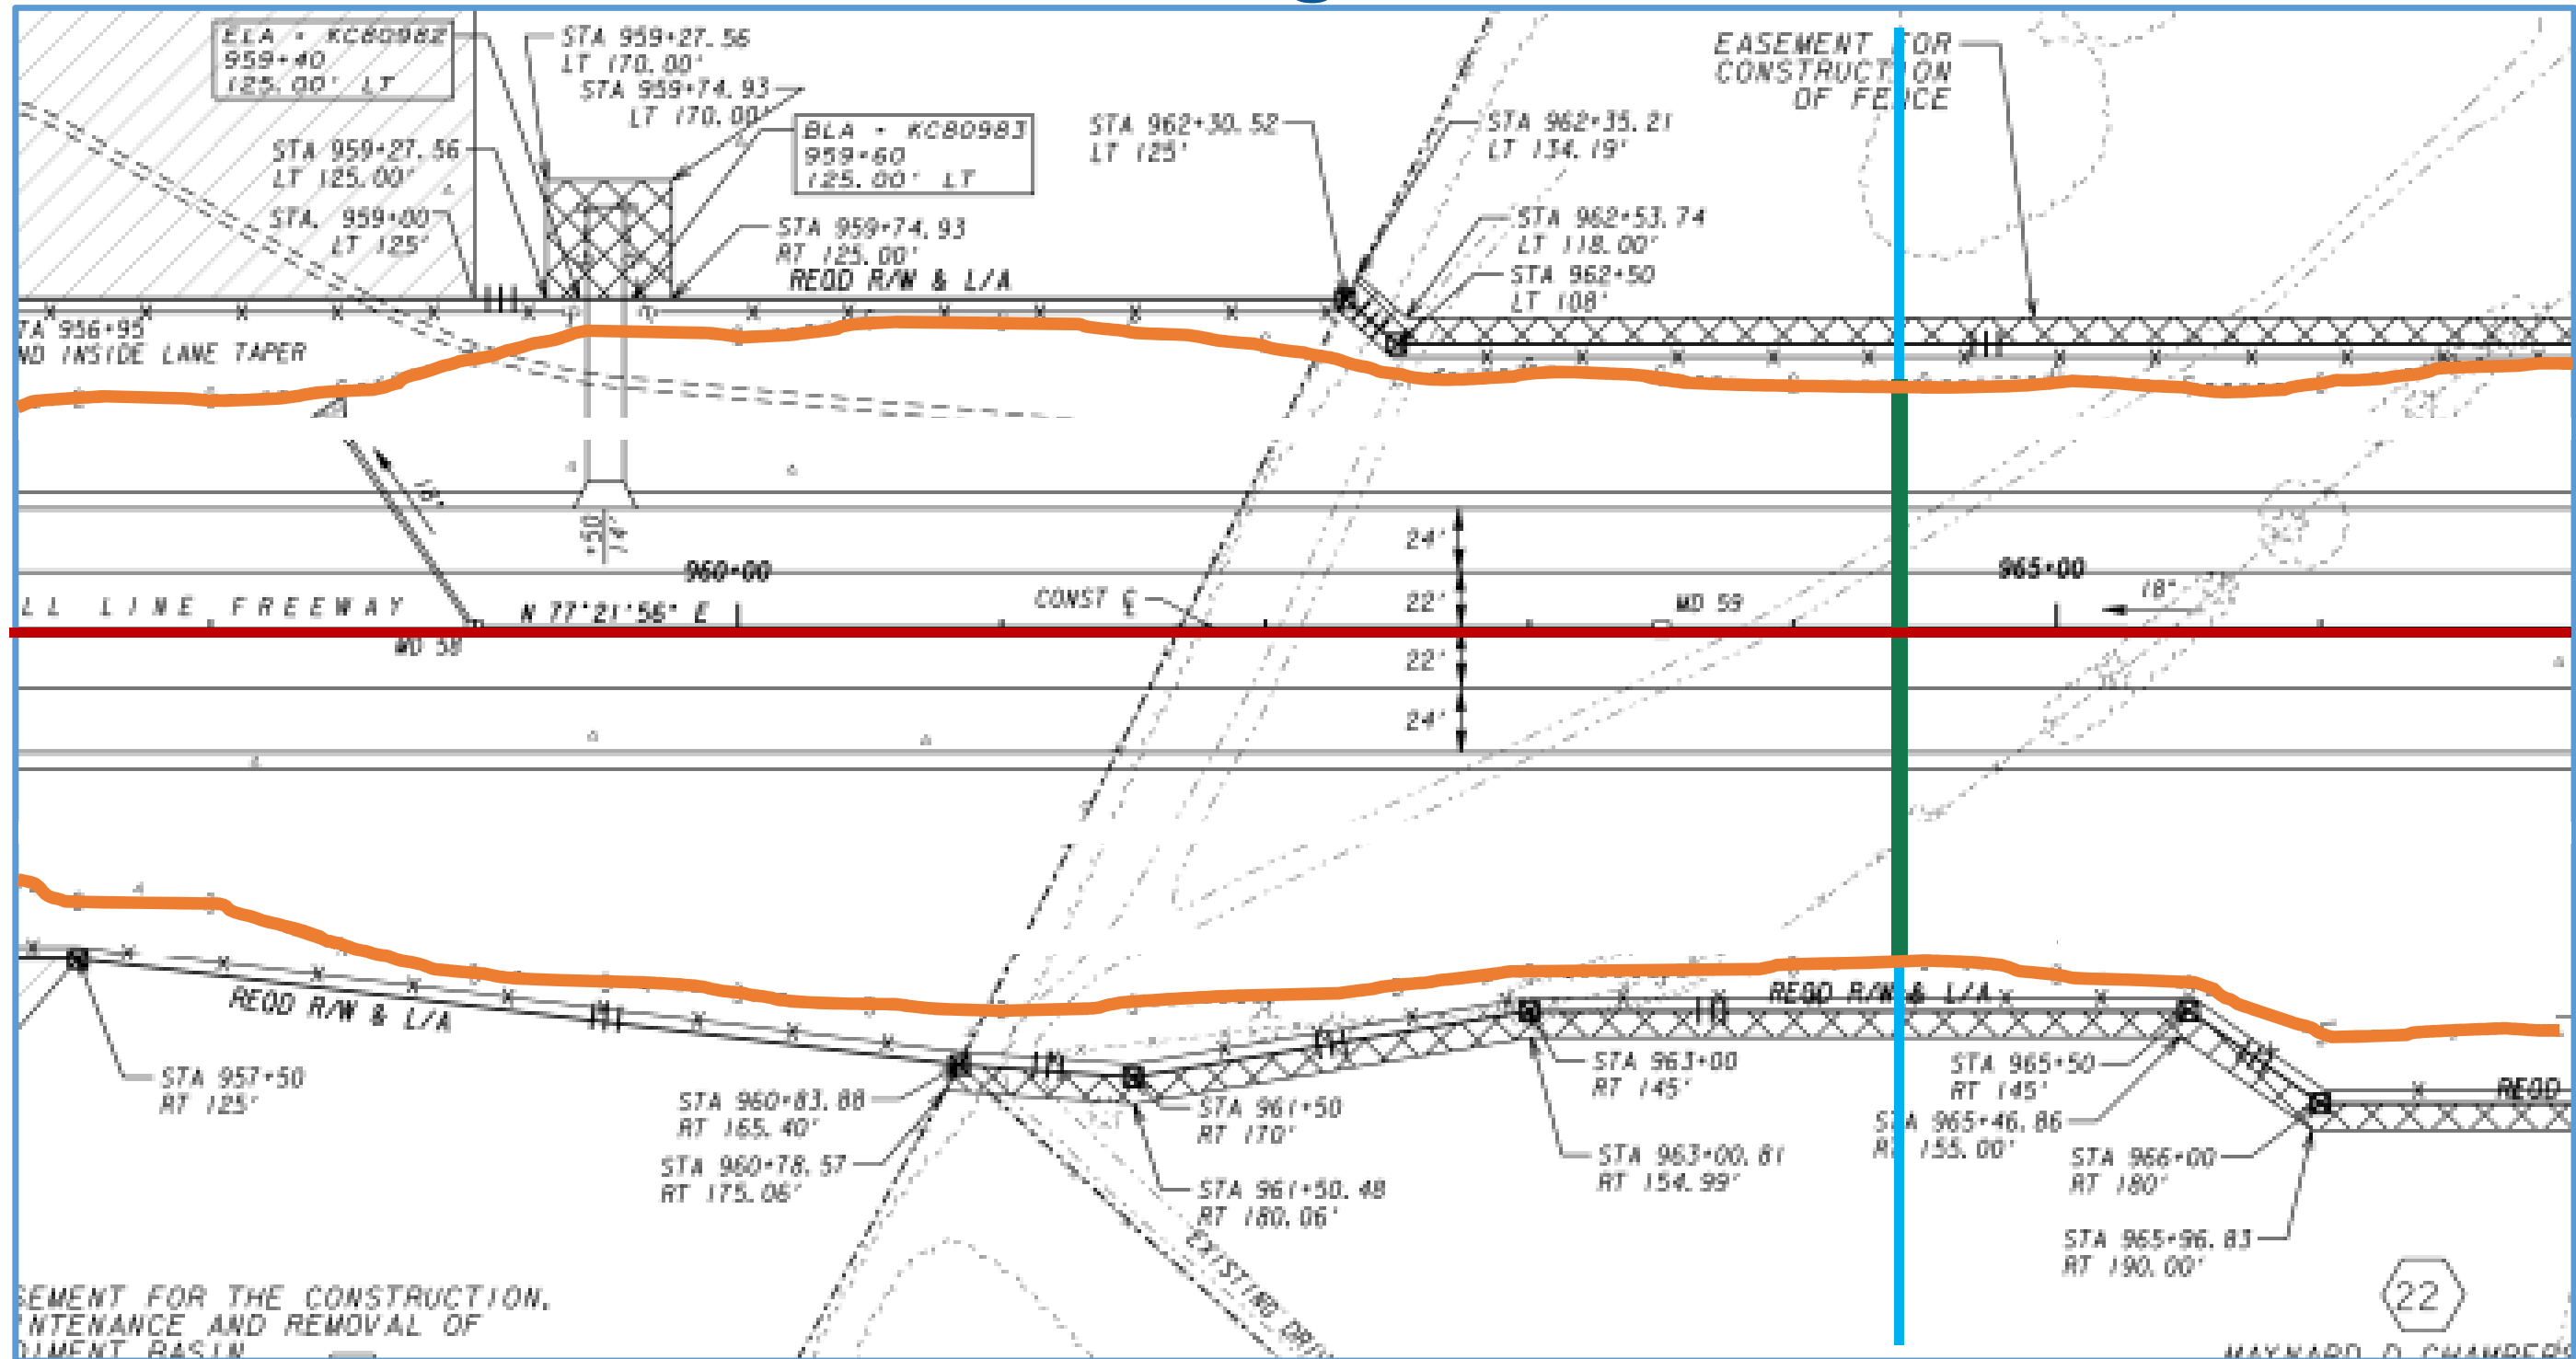 ELA - KC80982
959+40
125.00' LT
STA 959+27.56
LT 170.00'
STA 959+74.93
LT 170.00'
BLA - KC80983
959+60
125.00' LT
STA 959+27.56
LT 125.00'
STA. 959+00
LT 125'
STA 959+74.93
RT 125.00'
REQD R/W & L/A
STA 962+30.52
LT 125'
STA 962+35.21
LT 134.19'
STA 962+53.74
LT 118.00'
STA 962+50
LT 108'
EASEMENT FOR
CONSTRUCTION
OF FENCE
TA 956+95
ND INSIDE LANE TAPER
18"
+50
960+00
965+00
24'
22'
22'
24'
CONST ℄
MD 59
18"
LL LINE FREEWAY
N 77°21'56" E
MD 58
REQD R/W & L/A
STA 957+50
RT 125'
STA 960+83.88
RT 165.40'
STA 960+78.57
RT 175.06'
STA 961+50
RT 170'
STA 961+50.48
RT 180.06'
REQD R/W & L/A
STA 963+00
RT 145'
STA 963+00.81
RT 154.99'
STA 965+50
RT 145'
STA 965+46.86
RT 155.00'
STA 966+00
RT 180'
STA 965+96.83
RT 190.00'
REQD
EXISTING
22
SEMENT FOR THE CONSTRUCTION,
NTENANCE AND REMOVAL OF
DIMENT BASIN
MAYNARD D CHAMBERS